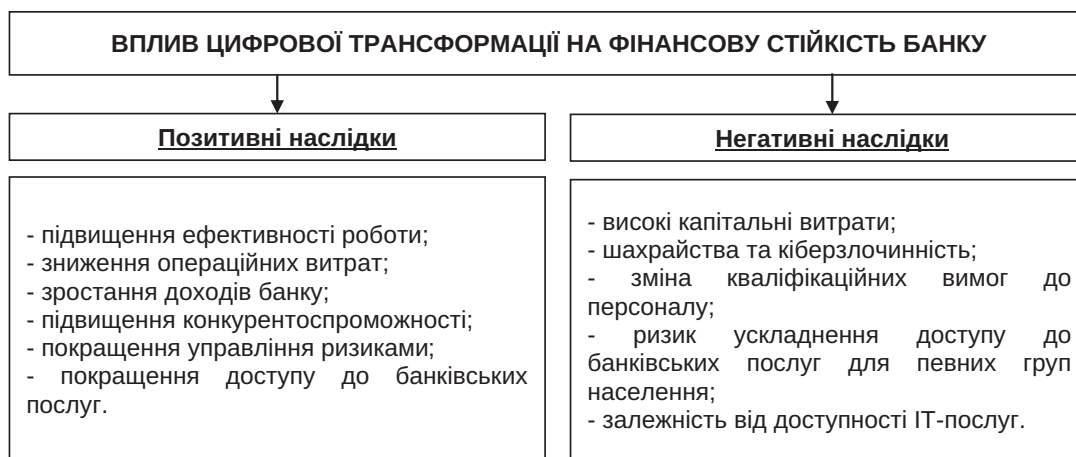 ВПЛИВ ЦИФРОВОЇ ТРАНСФОРМАЦІЇ НА ФІНАНСОВУ СТІЙКІСТЬ БАНКУ
Позитивні наслідки
- підвищення ефективності роботи;
- зниження операційних витрат;
- зростання доходів банку;
- підвищення конкурентоспроможності;
- покращення управління ризиками;
- покращення доступу до банківських
послуг.
Негативні наслідки
- високі капітальні витрати;
- шахрайства та кіберзлочинність;
- зміна кваліфікаційних вимог до
персоналу;
- ризик ускладнення доступу до
банківських послуг для певних груп
населення;
- залежність від доступності ІТ-послуг.